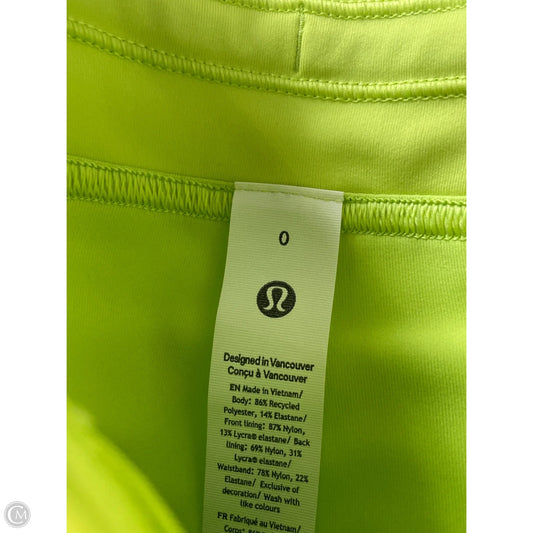 0
Designed in Vancouver
Conçu à Vancouver
EN Made in Vietnam/
Body: 86% Recycled
Polyester, 14% Elastane/
Front lining: 87% Nylon,
13% Lycra® elastane/ Back
lining: 69% Nylon, 31%
Lycra® elastane/
Waistband: 78% Nylon, 22%
Elastane/ Exclusive of
decoration/ Wash with
like colours
FR Fabriqué au Vietnam/